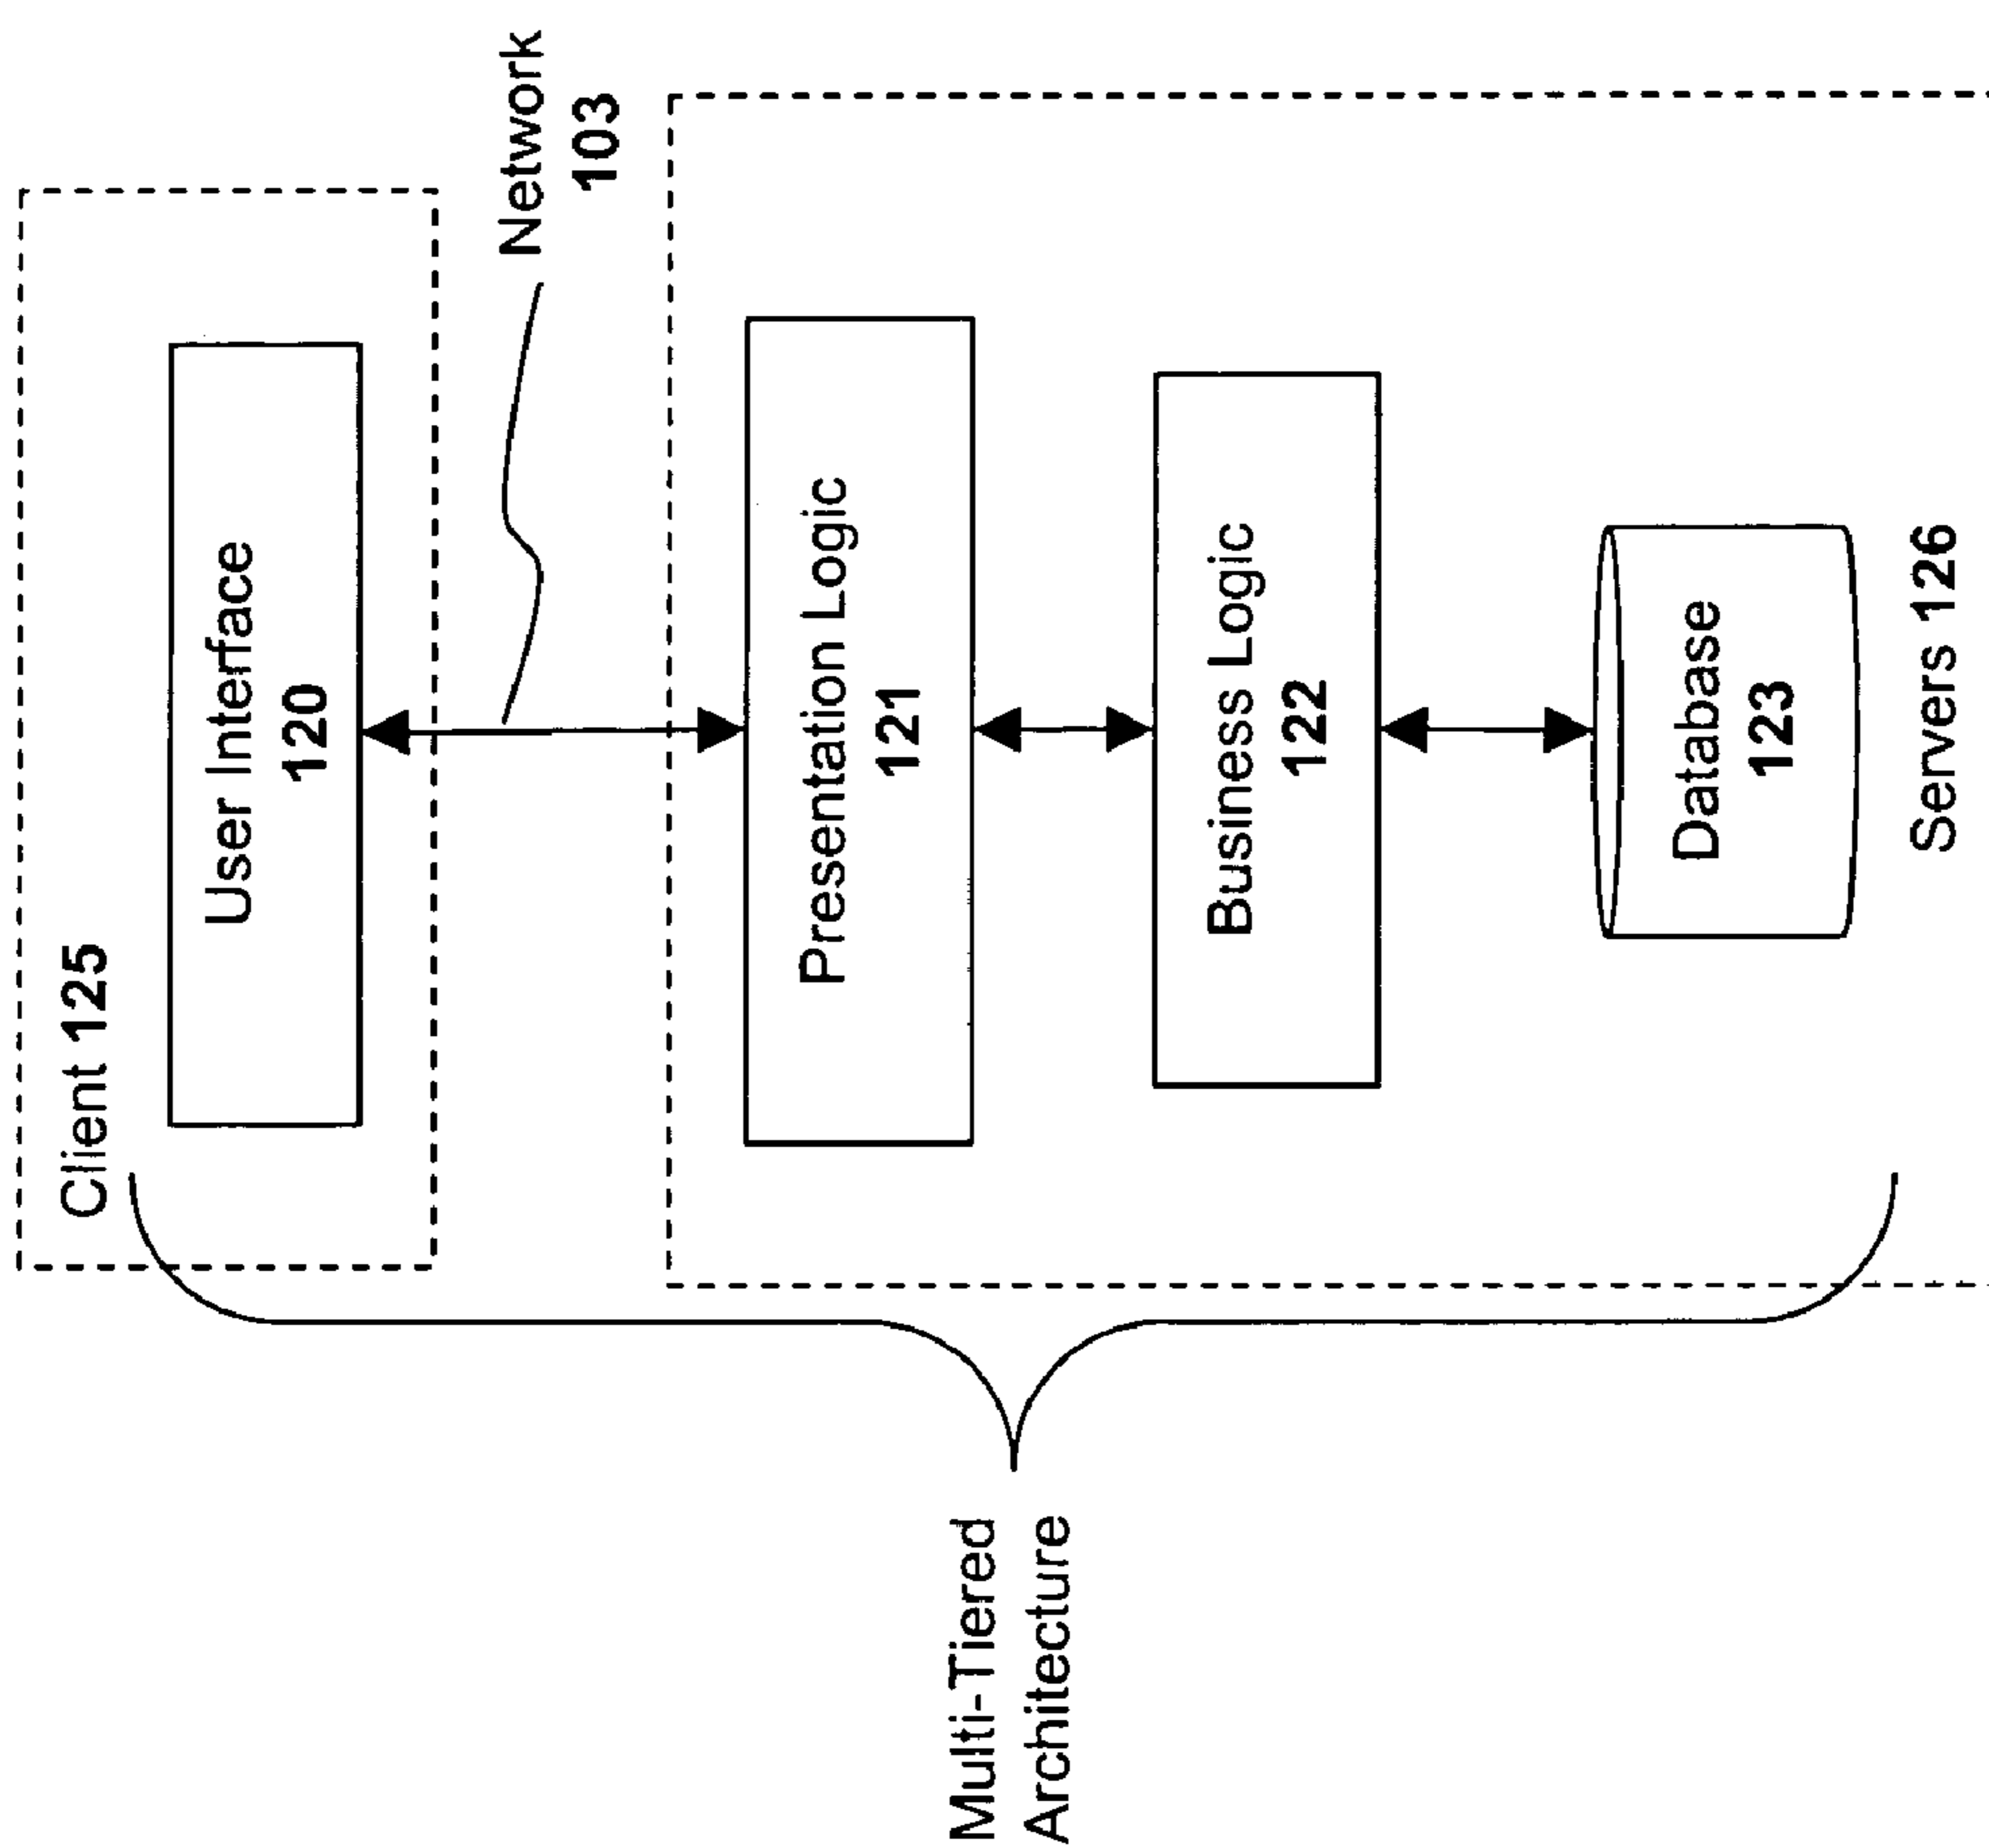 Client 125
User Interface
120
Network
103
Presentation Logic
121
Business Logic
122
Database
123
Servers 126
Multi-Tiered
Architecture